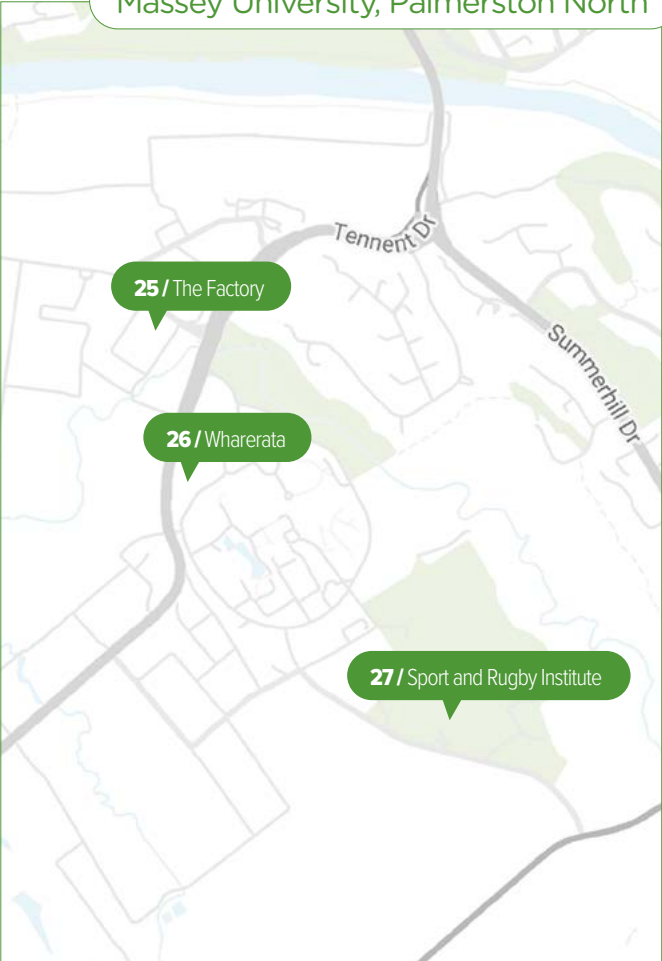 Massey University, Palmerston North
Tennent Dr
25 / The Factory
Summerhill Dr
26 / Wharerata
27 / Sport and Rugby Institute